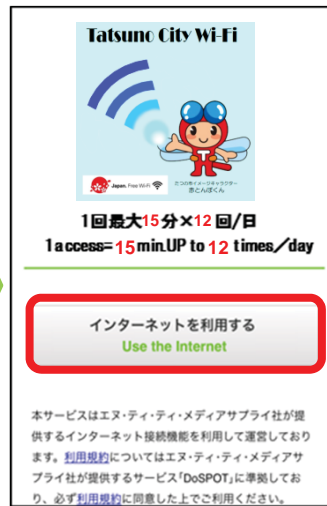 Tatsuno City Wi-Fi
Japan. Free Wi-Fi
たつの市イメージキャラクター
赤とんぼくん
1回最大15分×12回/日
1access=15min.UP to 12 times/day
インターネットを利用する
Use the Internet
本サービスはエヌ・ティ・ティ・メディアサプライ社が提
供するインターネット接続機能を利用して運営しており
ます。利用規約についてはエヌ・ティ・ティ・メディアサ
プライ社が提供するサービス「DoSPOT」に準拠してお
り、必ず利用規約に同意した上でご利用ください。